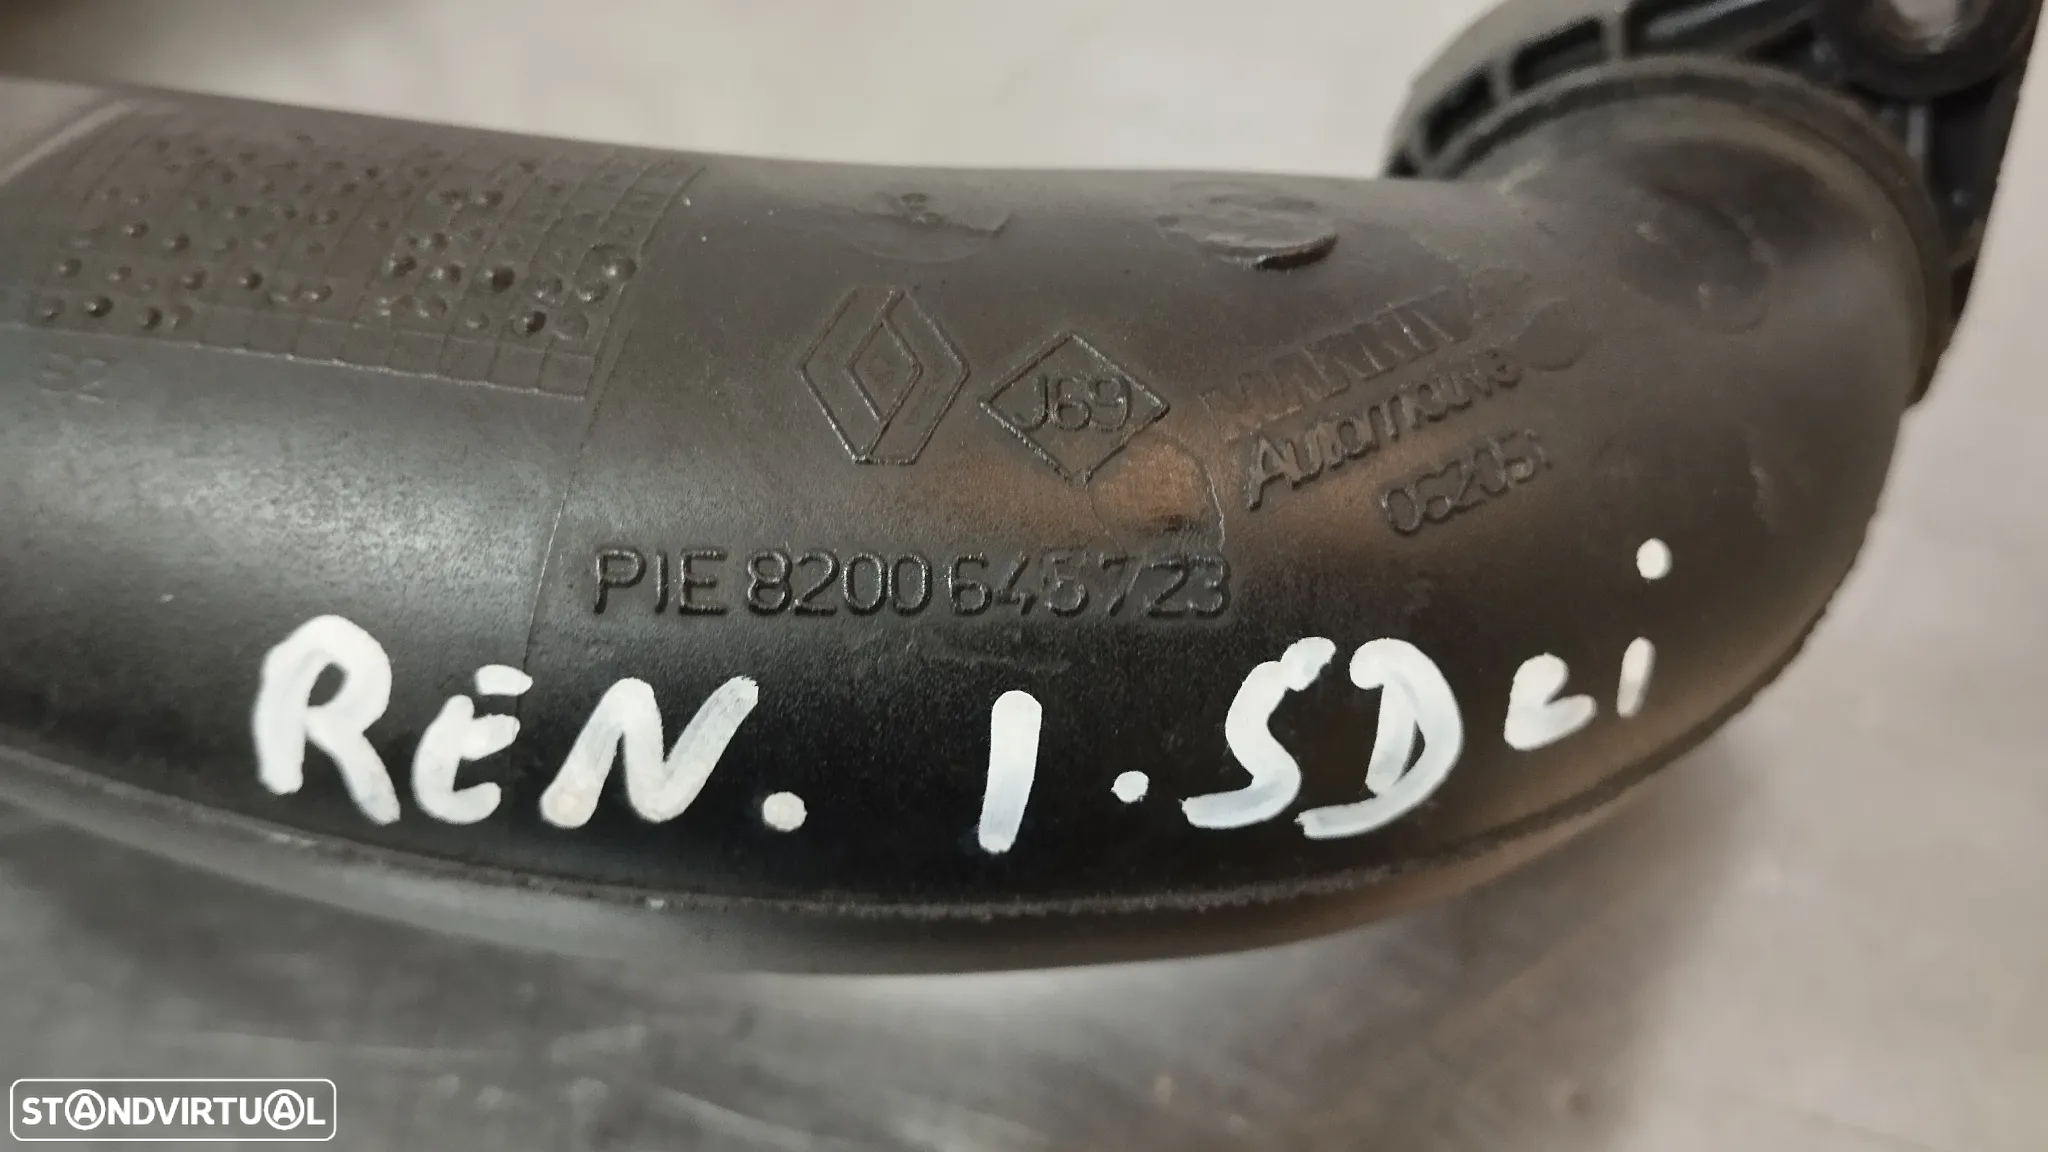 J69
Automotive
PIE 8200 645723
REN. 1.5Dci
STANDVIRTUAL